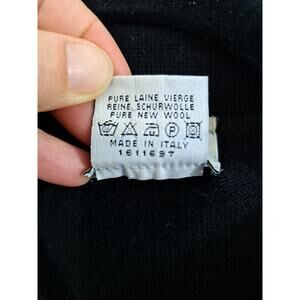 PURE LAINE VIERGE
REINE SCHURWOLLE
PURE NEW WOOL
P
MADE IN ITALY
1611697